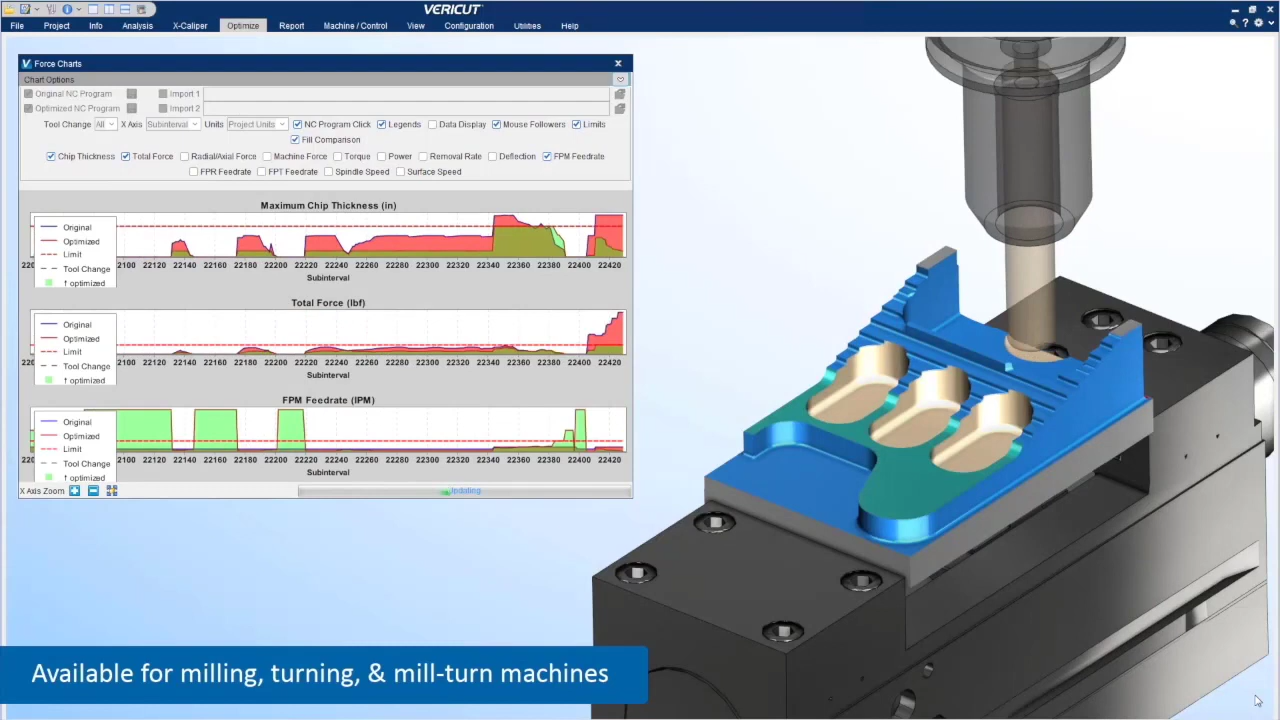 VERICUT
File Project Info Analysis X-Caliper Optimize Report Machine / Control View Configuration Utilities Help
Force Charts
Chart Options
Original NC Program Import 1
Optimized NC Program Import 2
Tool Change All X Axis Subinterval Units Project Units NC Program Click Legends Data Display Mouse Followers Limits
Fill Comparison
Chip Thickness Total Force Radial/Axial Force Machine Force Torque Power Removal Rate Deflection FPM Feedrate
FPR Feedrate FPT Feedrate Spindle Speed Surface Speed
Maximum Chip Thickness (in)
Original
Optimized
Limit
Tool Change
↑ optimized
220 2100 22120 22140 22160 22180 22200 22220 22240 22260 22280 22300 22320 22340 22360 22380 22400 22420
Subinterval
Total Force (lbf)
Original
Optimized
Limit
Tool Change
↑ optimized
220 2100 22120 22140 22160 22180 22200 22220 22240 22260 22280 22300 22320 22340 22360 22380 22400 22420
Subinterval
FPM Feedrate (IPM)
Original
Optimized
Limit
Tool Change
↑ optimized
220 2100 22120 22140 22160 22180 22200 22220 22240 22260 22280 22300 22320 22340 22360 22380 22400 22420
Subinterval
X Axis Zoom Updating
Available for milling, turning, & mill-turn machines